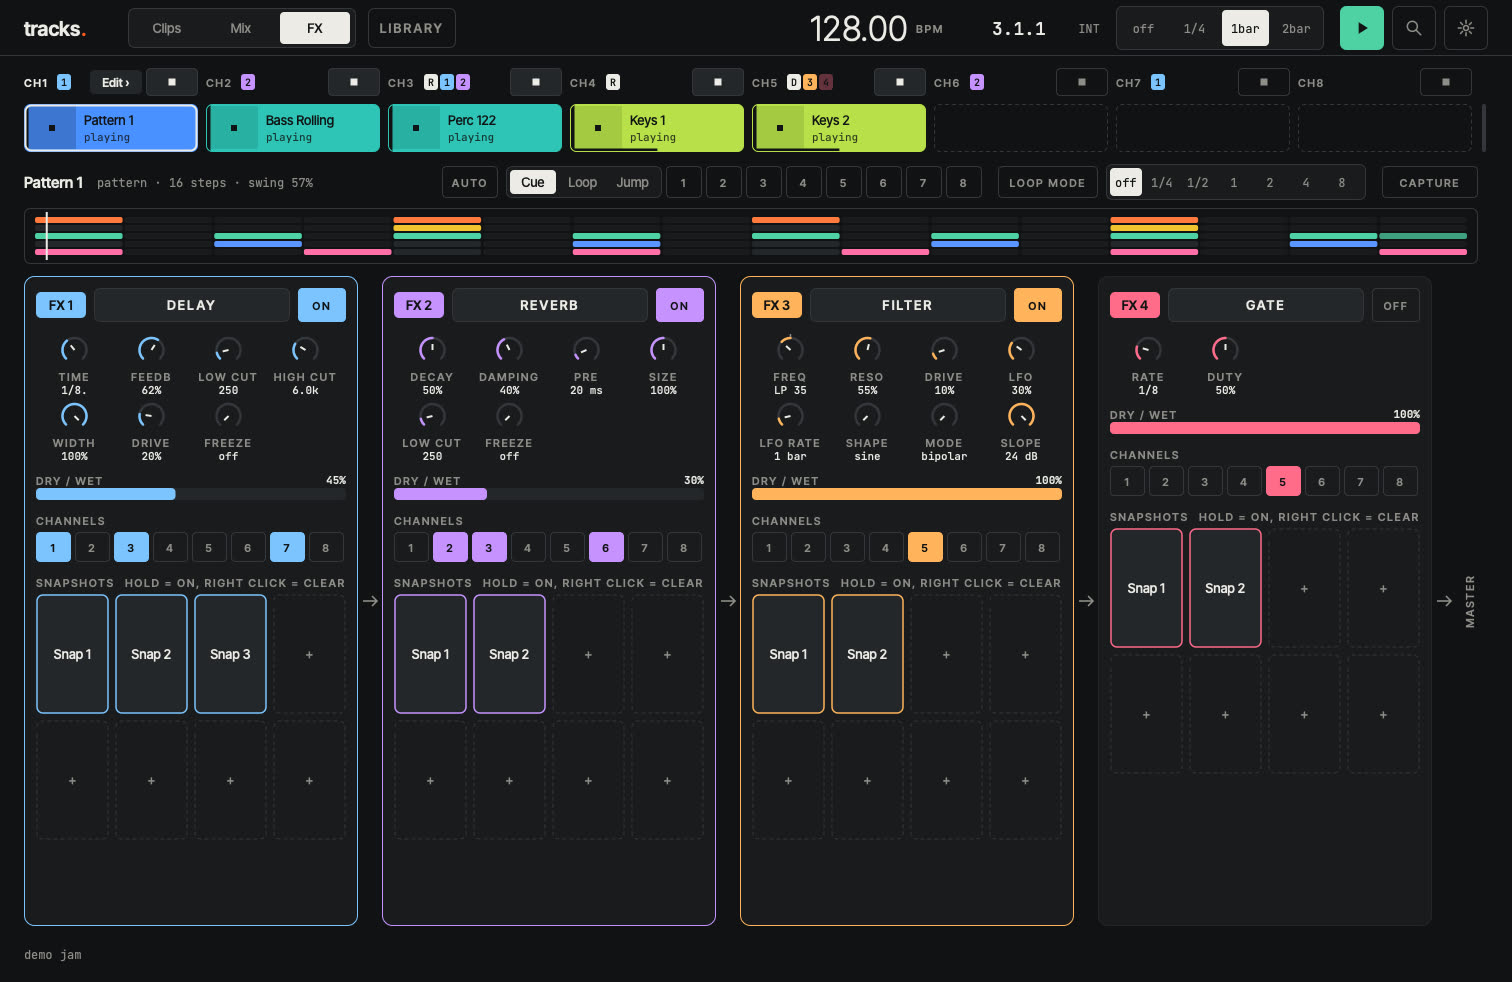 tracks. Clips Mix FX LIBRARY 128.00 BPM 3.1.1 INT off 1/4 1bar 2bar
CH1 1 Edit › CH2 2 CH3 R 1 2 CH4 R CH5 D 3 4 CH6 2 CH7 1 CH8
Pattern 1 Bass Rolling Perc 122 Keys 1 Keys 2
playing playing playing playing playing
Pattern 1 pattern · 16 steps · swing 57% AUTO Cue Loop Jump 1 2 3 4 5 6 7 8 LOOP MODE off 1/4 1/2 1 2 4 8 CAPTURE
FX 1 DELAY ON
TIME FEEDB LOW CUT HIGH CUT
1/8. 62% 250 6.0k
WIDTH DRIVE FREEZE
100% 20% off
DRY / WET 45%
CHANNELS
1 2 3 4 5 6 7 8
SNAPSHOTS HOLD = ON, RIGHT CLICK = CLEAR
Snap 1 Snap 2 Snap 3 +
+ + + +
FX 2 REVERB ON
DECAY DAMPING PRE SIZE
50% 40% 20 ms 100%
LOW CUT FREEZE
250 off
DRY / WET 30%
CHANNELS
1 2 3 4 5 6 7 8
SNAPSHOTS HOLD = ON, RIGHT CLICK = CLEAR
Snap 1 Snap 2 + +
+ + + +
FX 3 FILTER ON
FREQ RESO DRIVE LFO
LP 35 55% 10% 30%
LFO RATE SHAPE MODE SLOPE
1 bar sine bipolar 24 dB
DRY / WET 100%
CHANNELS
1 2 3 4 5 6 7 8
SNAPSHOTS HOLD = ON, RIGHT CLICK = CLEAR
Snap 1 Snap 2 + +
+ + + +
FX 4 GATE OFF
RATE DUTY
1/8 50%
DRY / WET 100%
CHANNELS
1 2 3 4 5 6 7 8
SNAPSHOTS HOLD = ON, RIGHT CLICK = CLEAR
Snap 1 Snap 2 + +
+ + + +
MASTER
demo jam